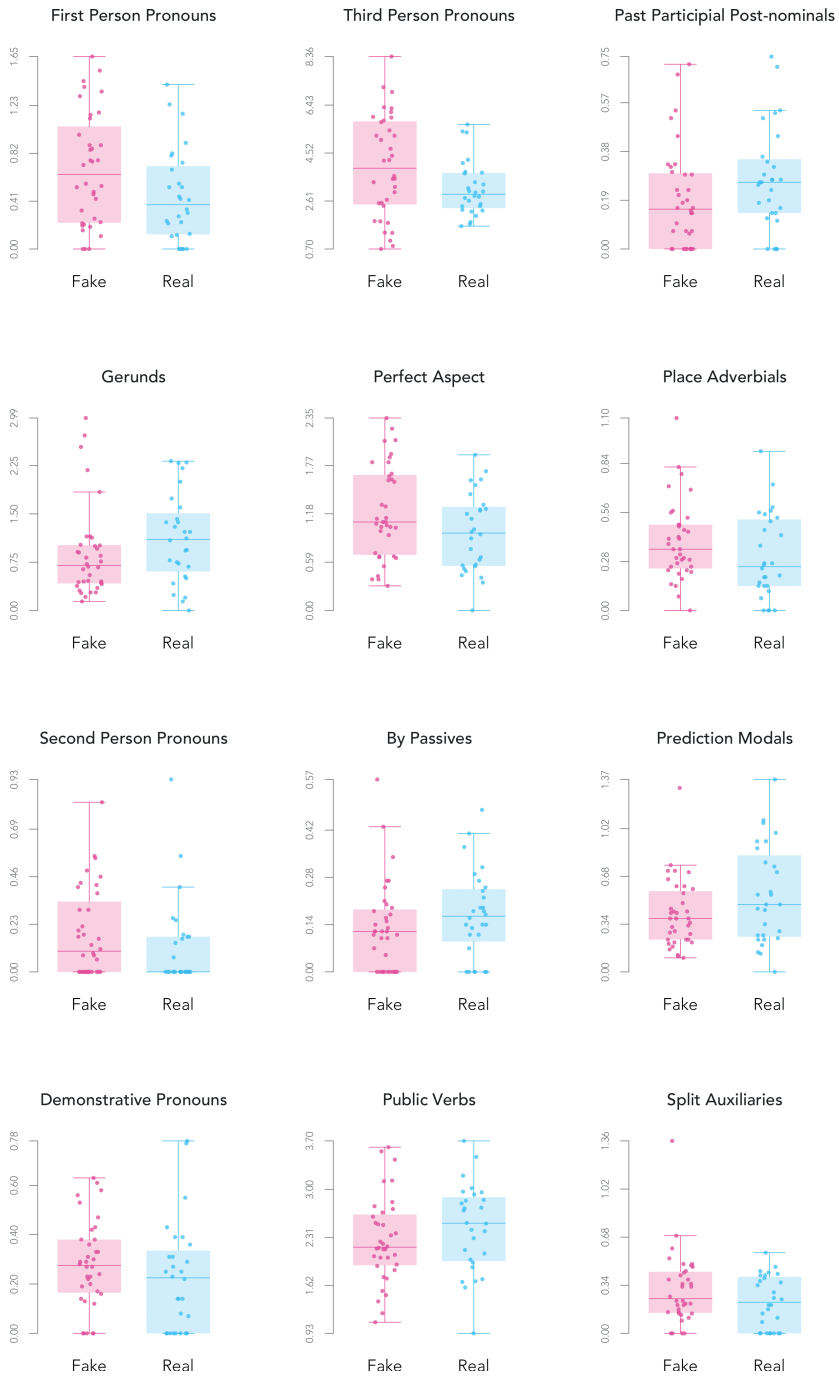 First Person Pronouns
1.65
1.23
0.82
0.41
0.00
Fake Real
Third Person Pronouns
8.36
6.43
4.52
2.61
0.70
Fake Real
Past Participial Post-nominals
0.75
0.57
0.38
0.19
0.00
Fake Real
Gerunds
2.99
2.25
1.50
0.75
0.00
Fake Real
Perfect Aspect
2.35
1.77
1.18
0.59
0.00
Fake Real
Place Adverbials
1.10
0.84
0.56
0.28
0.00
Fake Real
Second Person Pronouns
0.93
0.69
0.46
0.23
0.00
Fake Real
By Passives
0.57
0.42
0.28
0.14
0.00
Fake Real
Prediction Modals
1.37
1.02
0.68
0.34
0.00
Fake Real
Demonstrative Pronouns
0.78
0.60
0.40
0.20
0.00
Fake Real
Public Verbs
3.70
3.00
2.31
1.62
0.93
Fake Real
Split Auxiliaries
1.36
1.02
0.68
0.34
0.00
Fake Real